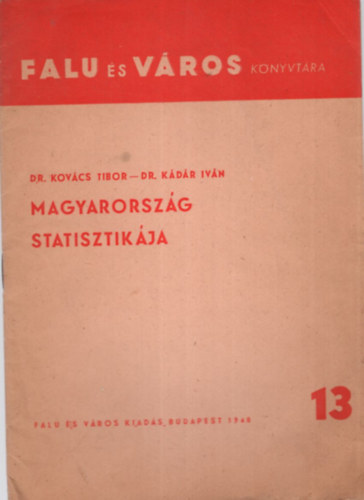 FALU ÉS VÁROS KÖNYVTÁRA
DR. KOVÁCS TIBOR — DR. KÁDÁR IVÁN
MAGYARORSZÁG
STATISZTIKÁJA
13
FALU ÉS VÁROS KIADÁS, BUDAPEST 1948